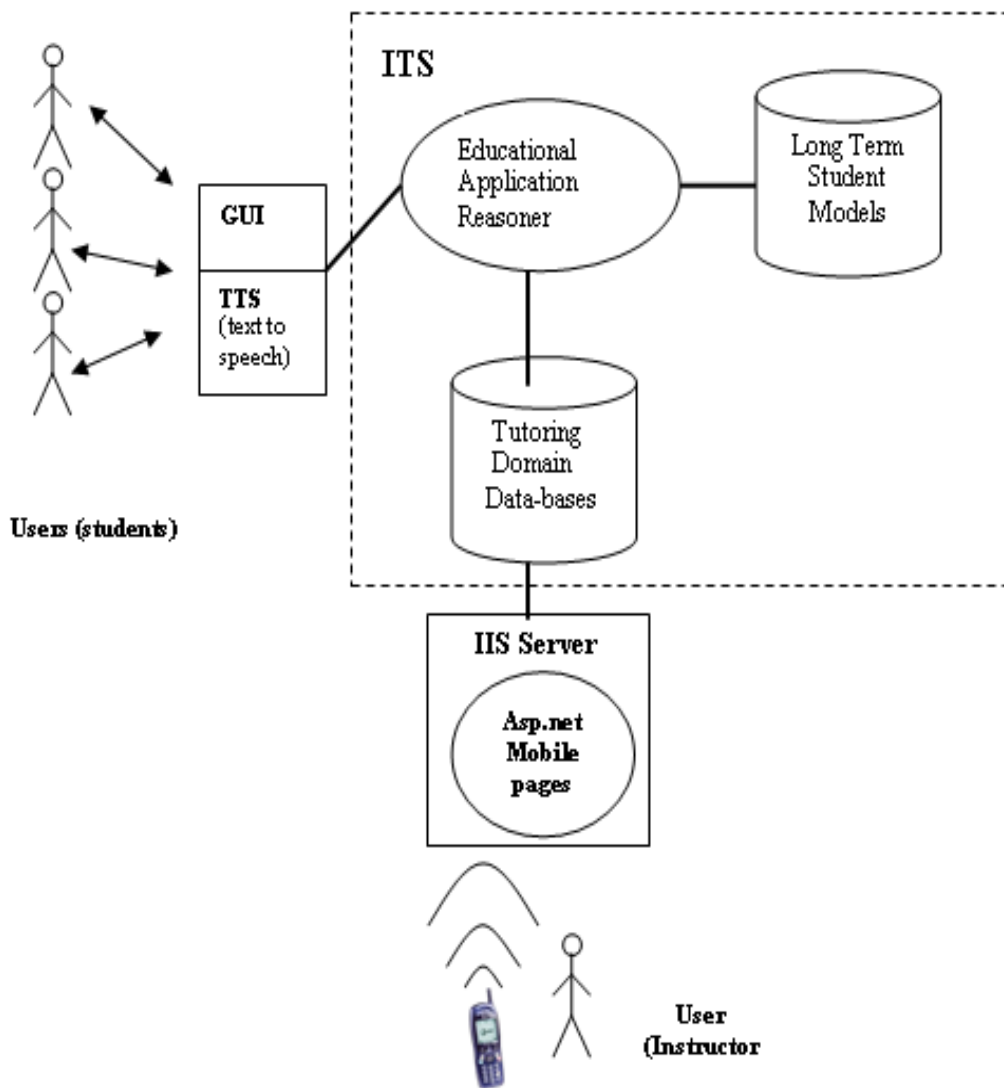 ITS
Educational
Application
Reasoner
Long Term
Student
Models
GUI
TTS
(text to
speech)
Tutoring
Domain
Data-bases
Users (students)
IIS Server
Asp.net
Mobile
pages
User
(Instructor